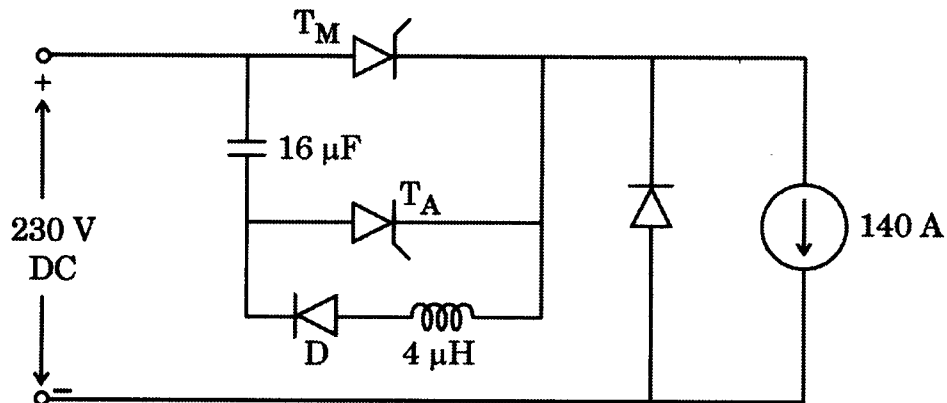 T_M
+
16 μF
T_A
230 V
DC
140 A
D
4 μH
−